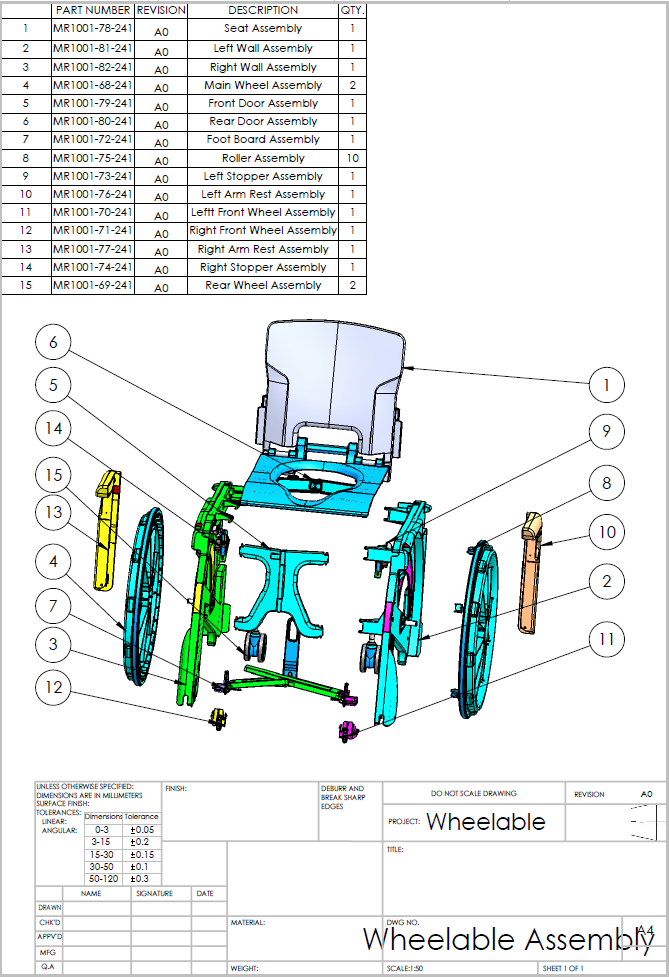 PART NUMBER REVISION DESCRIPTION QTY.
1 MR1001-78-241 A0 Seat Assembly 1
2 MR1001-81-241 A0 Left Wall Assembly 1
3 MR1001-82-241 A0 Right Wall Assembly 1
4 MR1001-68-241 A0 Main Wheel Assembly 2
5 MR1001-79-241 A0 Front Door Assembly 1
6 MR1001-80-241 A0 Rear Door Assembly 1
7 MR1001-72-241 A0 Foot Board Assembly 1
8 MR1001-75-241 A0 Roller Assembly 10
9 MR1001-73-241 A0 Left Stopper Assembly 1
10 MR1001-76-241 A0 Left Arm Rest Assembly 1
11 MR1001-70-241 A0 Leftt Front Wheel Assembly 1
12 MR1001-71-241 A0 Right Front Wheel Assembly 1
13 MR1001-77-241 A0 Right Arm Rest Assembly 1
14 MR1001-74-241 A0 Right Stopper Assembly 1
15 MR1001-69-241 A0 Rear Wheel Assembly 2
6
5
14
15
13
4
7
3
12
1
9
8
10
2
11
UNLESS OTHERWISE SPECIFIED:
DIMENSIONS ARE IN MILLIMETERS
SURFACE FINISH:
TOLERANCES:
LINEAR:
ANGULAR:
Dimensions Tolerance
0-3 ±0.05
3-15 ±0.2
15-30 ±0.15
30-50 ±0.1
50-120 ±0.3
FINISH:
DEBURR AND
BREAK SHARP
EDGES
DO NOT SCALE DRAWING
REVISION A0
PROJECT: Wheelable
TITLE:
NAME SIGNATURE DATE
DRAWN
CHK'D
APPV'D
MFG
Q.A
MATERIAL:
WEIGHT:
DWG NO.
Wheelable Assembly
A4
7
SCALE:1:50
SHEET 1 OF 1